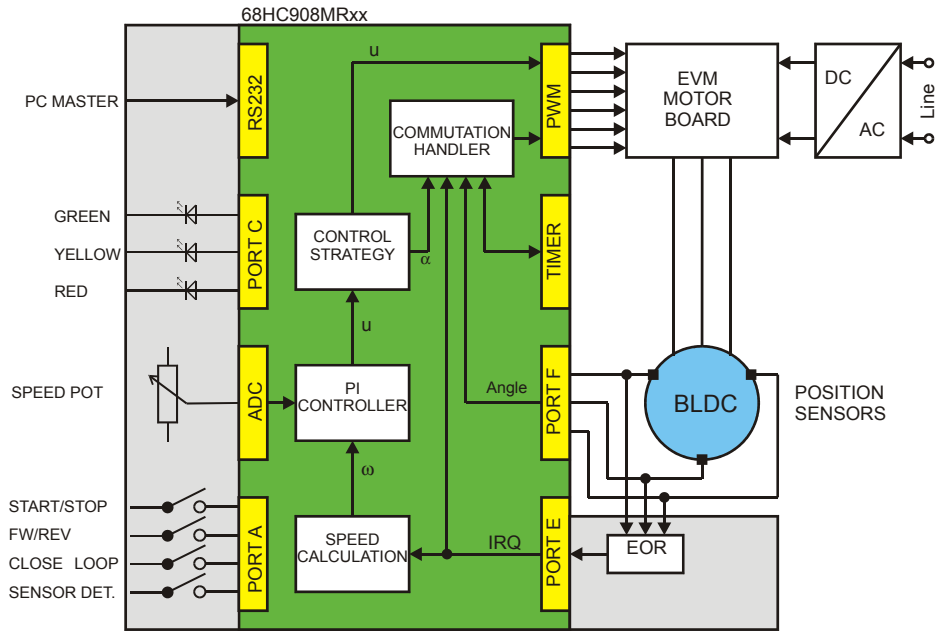 68HC908MRxx
PC MASTER
RS232
u
PWM
EVM
MOTOR
BOARD
DC
AC
Line
COMMUTATION
HANDLER
GREEN
YELLOW
RED
PORT C
CONTROL
STRATEGY
α
TIMER
u
SPEED POT
ADC
PI
CONTROLLER
Angle
PORT F
BLDC
POSITION
SENSORS
ω
START/STOP
FW/REV
CLOSE LOOP
SENSOR DET.
PORT A
SPEED
CALCULATION
IRQ
PORT E
EOR